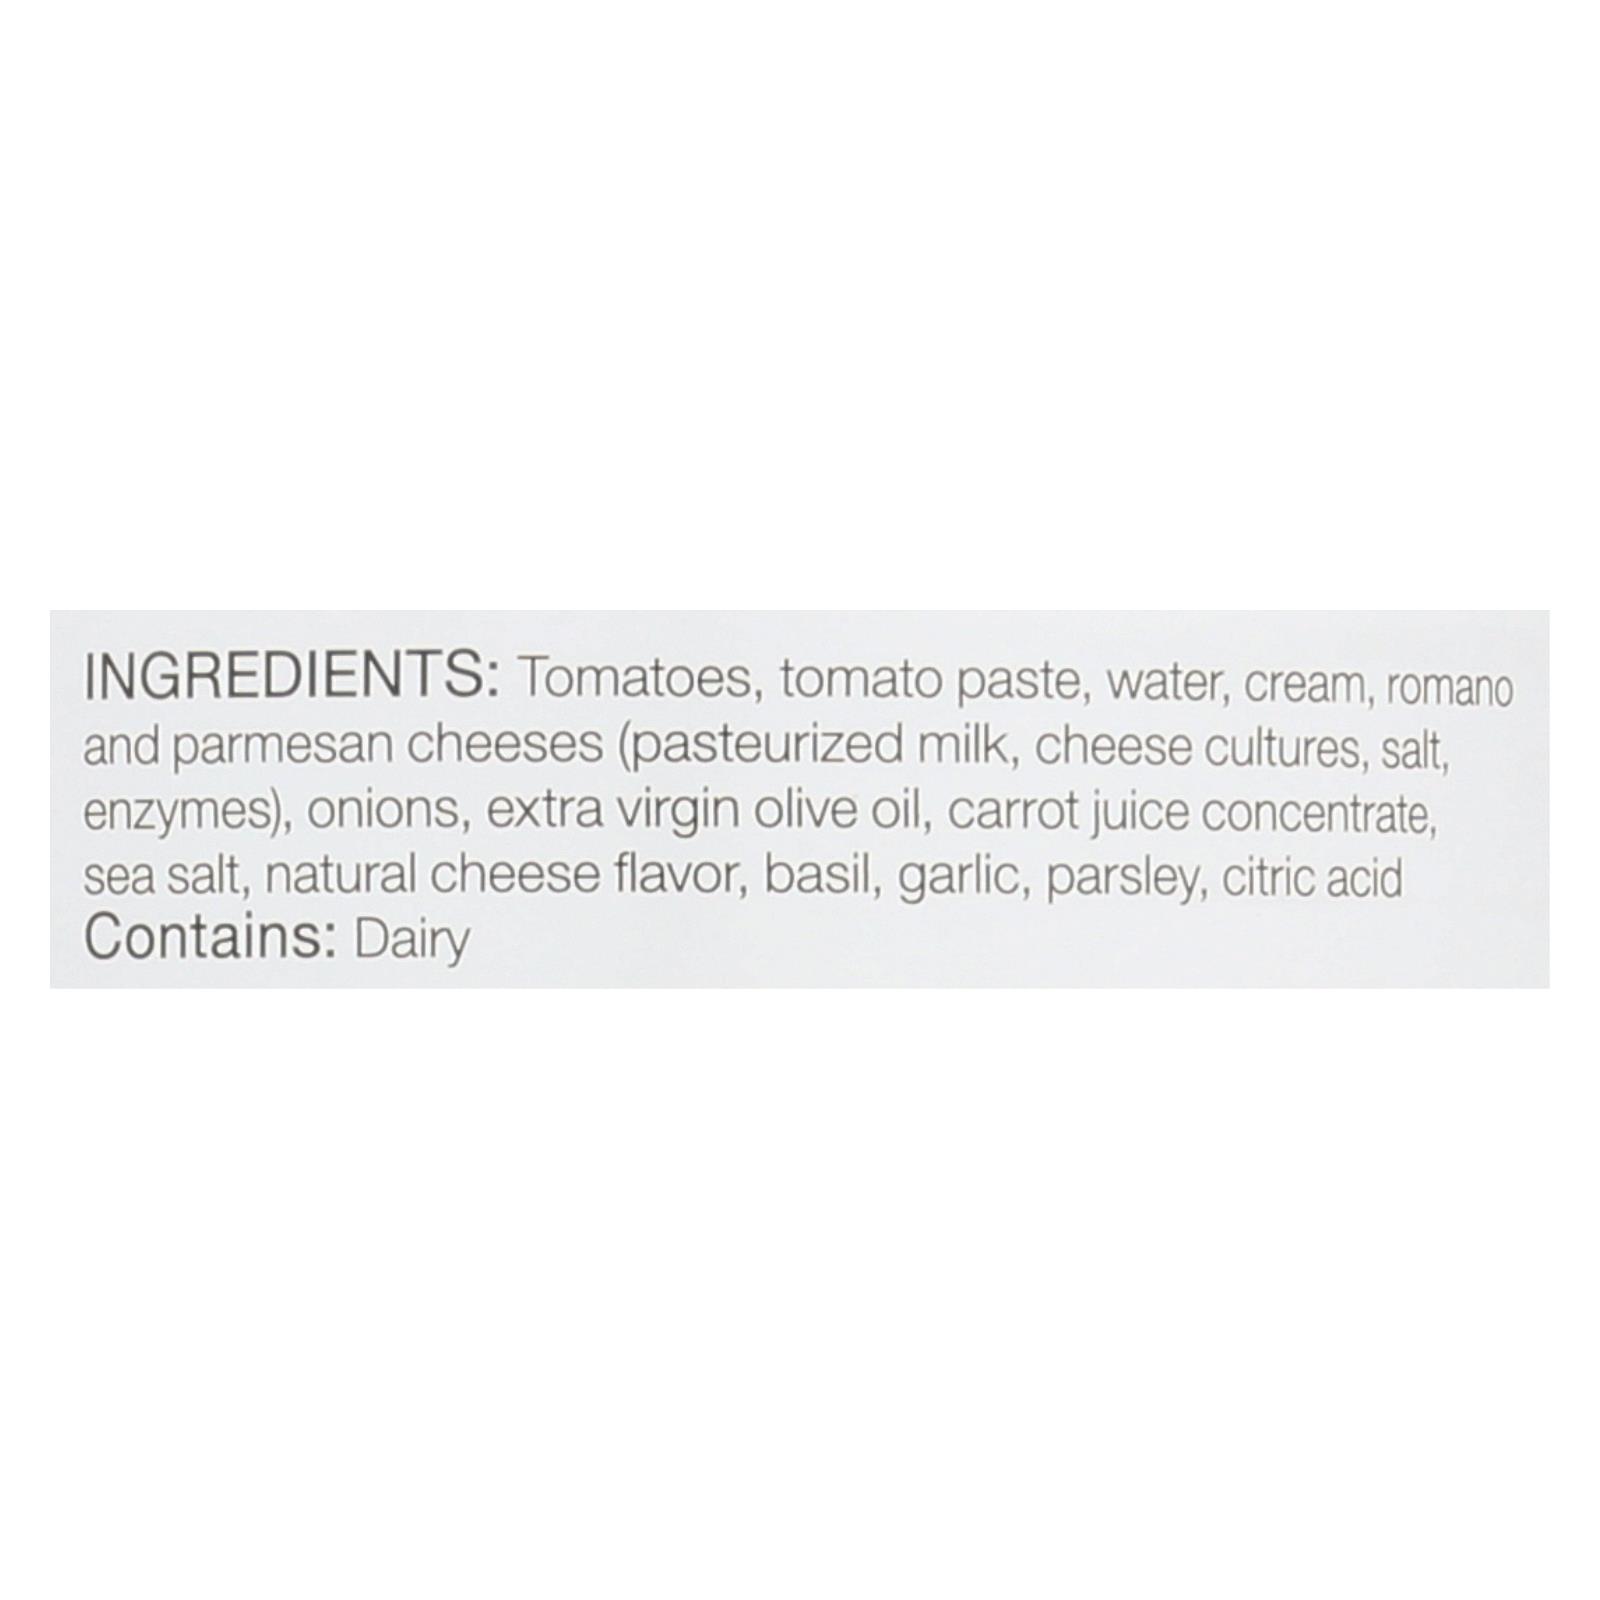 INGREDIENTS: Tomatoes, tomato paste, water, cream, romano
and parmesan cheeses (pasteurized milk, cheese cultures, salt,
enzymes), onions, extra virgin olive oil, carrot juice concentrate,
sea salt, natural cheese flavor, basil, garlic, parsley, citric acid
Contains: Dairy